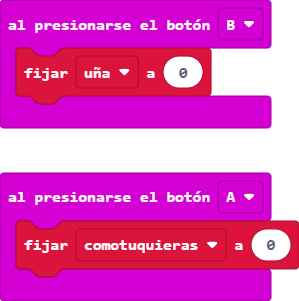 al presionarse el botón B
fijar uña a 0
al presionarse el botón A
fijar comotuquieras a 0